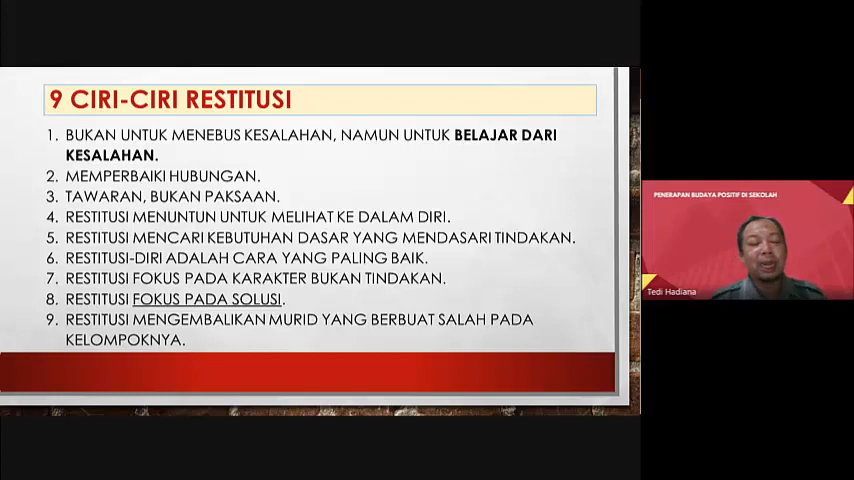 9 CIRI-CIRI RESTITUSI
1. BUKAN UNTUK MENEBUS KESALAHAN, NAMUN UNTUK BELAJAR DARI
KESALAHAN.
2. MEMPERBAIKI HUBUNGAN.
3. TAWARAN, BUKAN PAKSAAN.
4. RESTITUSI MENUNTUN UNTUK MELIHAT KE DALAM DIRI.
5. RESTITUSI MENCARI KEBUTUHAN DASAR YANG MENDASARI TINDAKAN.
6. RESTITUSI-DIRI ADALAH CARA YANG PALING BAIK.
7. RESTITUSI FOKUS PADA KARAKTER BUKAN TINDAKAN.
8. RESTITUSI FOKUS PADA SOLUSI.
9. RESTITUSI MENGEMBALIKAN MURID YANG BERBUAT SALAH PADA
KELOMPOKNYA.
PENERAPAN BUDAYA POSITIF DI SEKOLAH
Tedi Hadiana